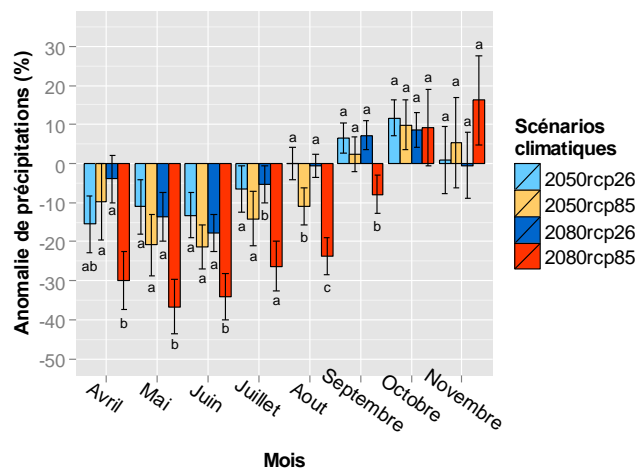 Anomalie de précipitations (%)
30
20
10
0
-10
-20
-30
-40
-50
ab
a
a
b
a
a
a
b
a
a
a
b
a
a
b
a
a
b
a
c
a
a
a
b
a
a
a
a
a
a
a
a
Avril
Mai
Juin
Juillet
Aout
Septembre
Octobre
Novembre
Mois
Scénarios
climatiques
2050rcp26
2050rcp85
2080rcp26
2080rcp85